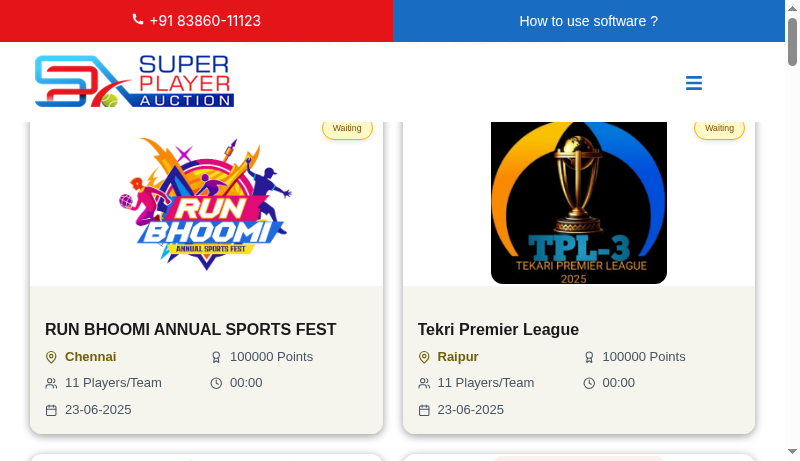 +91 83860-11123
How to use software ?
SUPER
PLAYER
AUCTION
Waiting
Waiting
RUN
BHOOMI
ANNUAL SPORTS FEST
TPL-3
TEKARI PREMIER LEAGUE
2025
RUN BHOOMI ANNUAL SPORTS FEST
Chennai
100000 Points
11 Players/Team
00:00
23-06-2025
Tekri Premier League
Raipur
100000 Points
11 Players/Team
00:00
23-06-2025